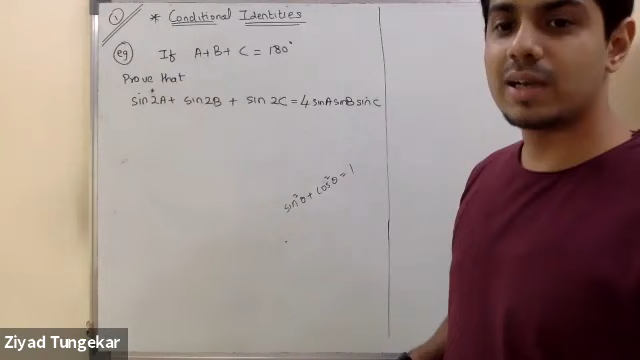 ① * Conditional Identities
eg If A+B+C = 180°
Prove that
sin 2A + sin 2B + sin 2C = 4 sinA sinB sin C
sin²θ + cos²θ = 1
Ziyad Tungekar